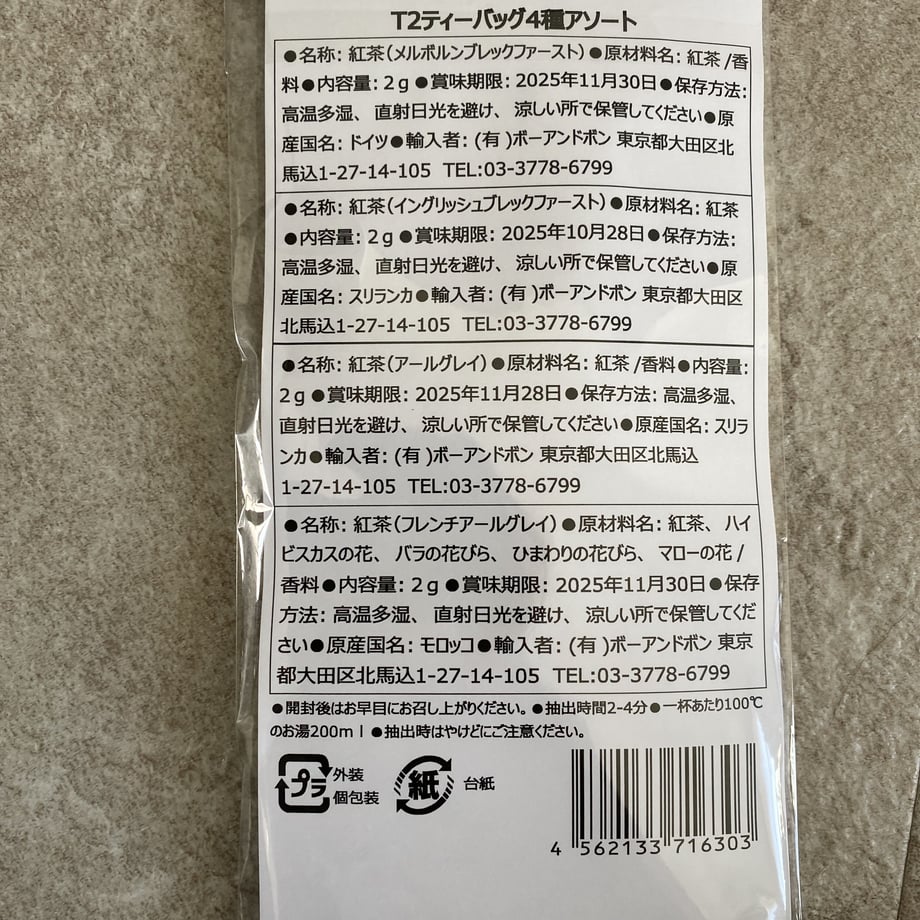 T2ティーバッグ4種アソート
●名称: 紅茶(メルボルンブレックファースト)●原材料名: 紅茶 /香
料●内容量: 2ｇ●賞味期限: 2025年11月30日●保存方法:
高温多湿、直射日光を避け、涼しい所で保管してください●原
産国名: ドイツ●輸入者: (有 )ボーアンドボン 東京都大田区北
馬込1-27-14-105 TEL:03-3778-6799
●名称: 紅茶(イングリッシュブレックファースト)●原材料名: 紅茶
●内容量: 2ｇ●賞味期限: 2025年10月28日●保存方法:
高温多湿、直射日光を避け、涼しい所で保管してください●原
産国名: スリランカ●輸入者: (有 )ボーアンドボン 東京都大田区
北馬込1-27-14-105 TEL:03-3778-6799
●名称: 紅茶(アールグレイ)●原材料名: 紅茶 /香料●内容量:
2ｇ●賞味期限: 2025年11月28日●保存方法: 高温多湿、
直射日光を避け、涼しい所で保管してください●原産国名: スリラ
ンカ●輸入者: (有 )ボーアンドボン 東京都大田区北馬込
1-27-14-105 TEL:03-3778-6799
●名称: 紅茶(フレンチアールグレイ)●原材料名: 紅茶、ハイ
ビスカスの花、バラの花びら、ひまわりの花びら、マローの花 /
香料●内容量: 2ｇ●賞味期限: 2025年11月30日●保存
方法: 高温多湿、直射日光を避け、涼しい所で保管してくだ
さい●原産国名: モロッコ●輸入者: (有 )ボーアンドボン 東京
都大田区北馬込1-27-14-105 TEL:03-3778-6799
●開封後はお早目にお召し上がりください。●抽出時間2-4分●一杯あたり100℃
のお湯200mｌ●抽出時はやけどにご注意ください。
プラ 外装
個包装
紙 台紙
4 562133 716303